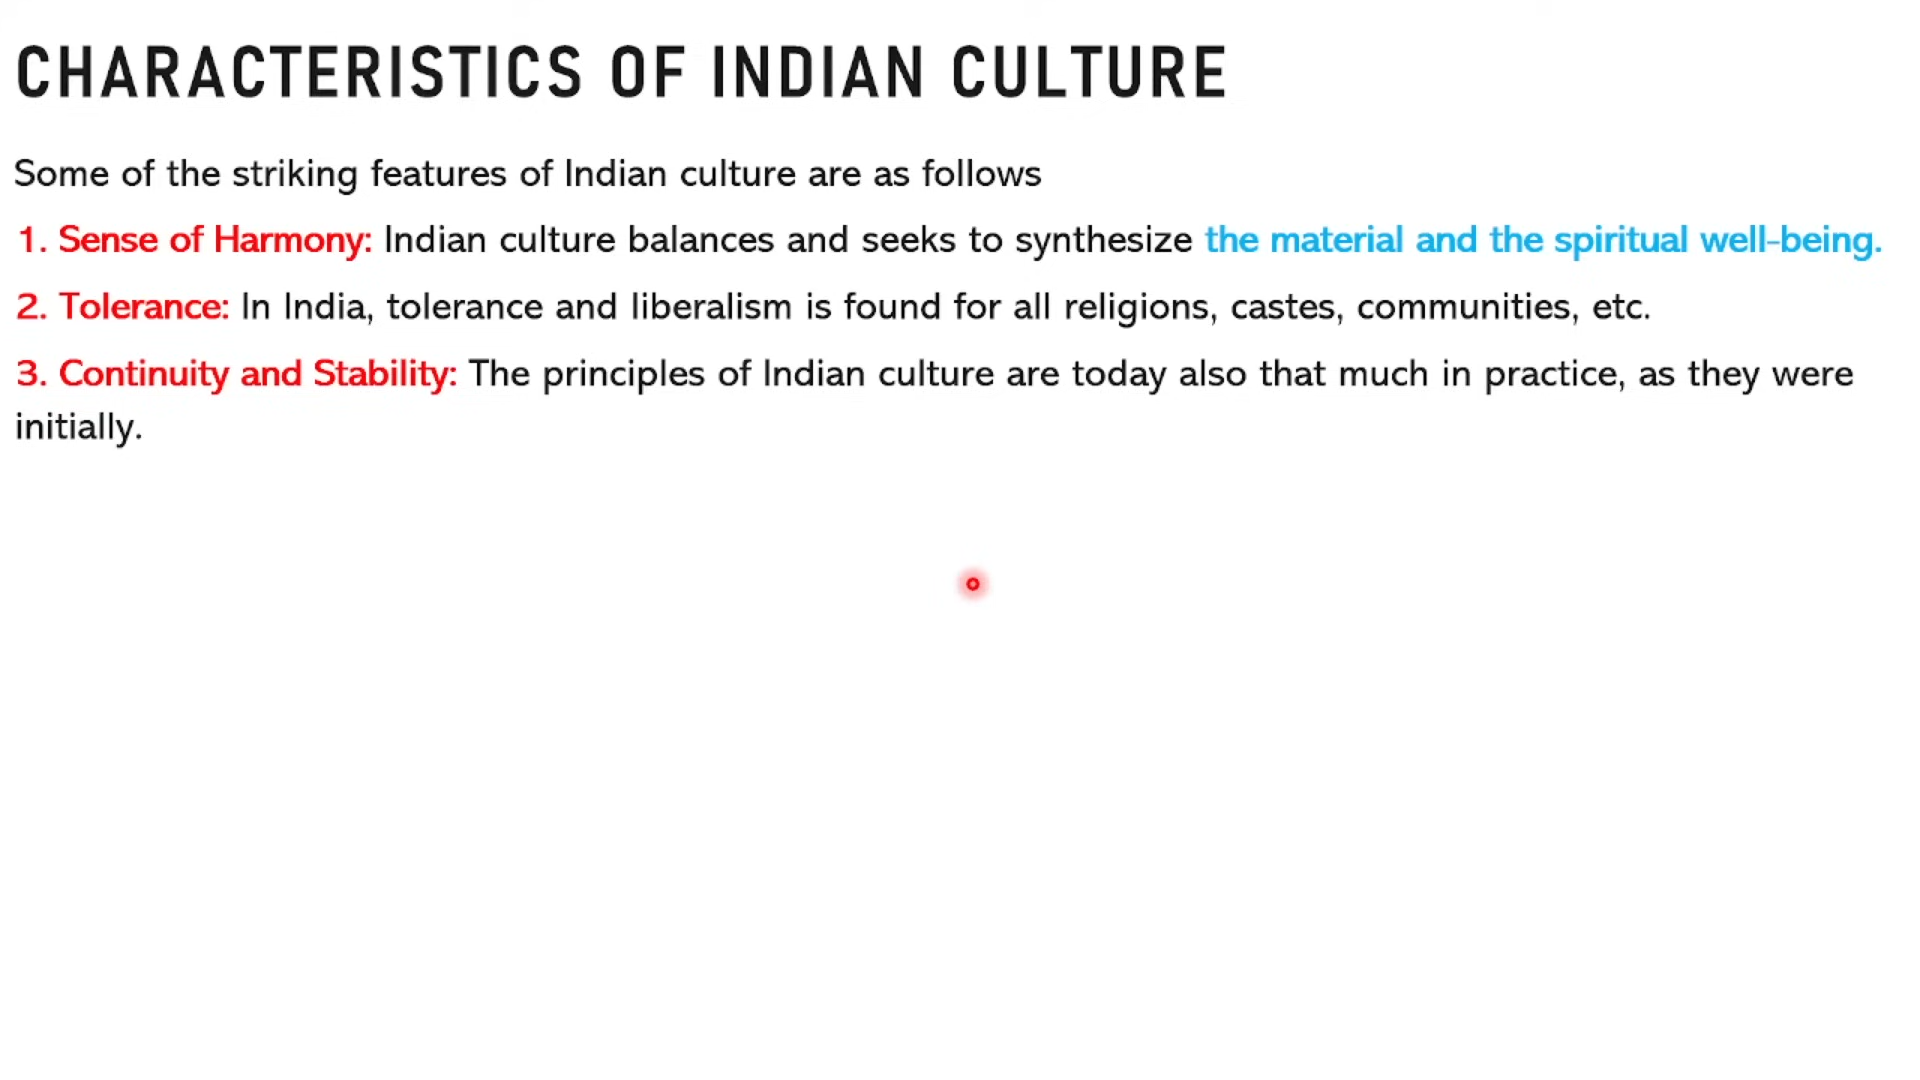 CHARACTERISTICS OF INDIAN CULTURE
Some of the striking features of Indian culture are as follows
1. Sense of Harmony: Indian culture balances and seeks to synthesize the material and the spiritual well-being.
2. Tolerance: In India, tolerance and liberalism is found for all religions, castes, communities, etc.
3. Continuity and Stability: The principles of Indian culture are today also that much in practice, as they were
initially.